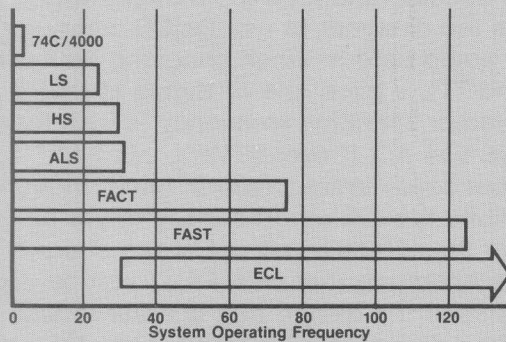 74C/4000
LS
HS
ALS
FACT
FAST
ECL
0 20 40 60 80 100 120
System Operating Frequency